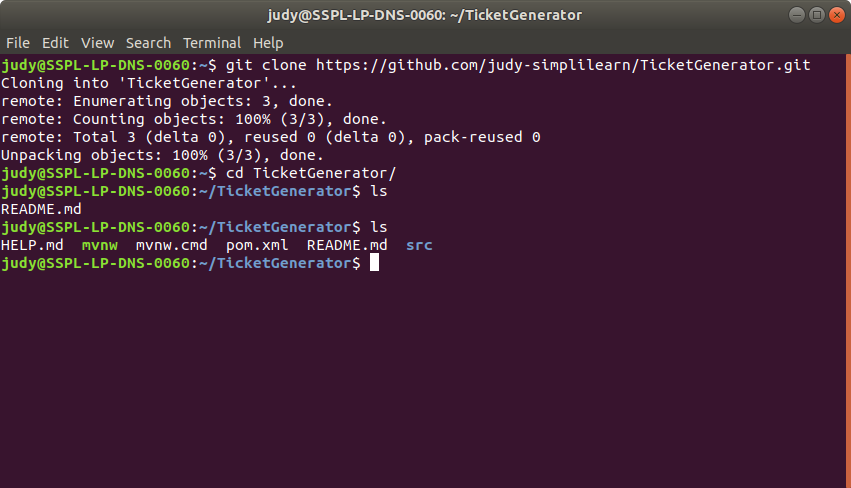 judy@SSPL-LP-DNS-0060: ~/TicketGenerator
File Edit View Search Terminal Help
judy@SSPL-LP-DNS-0060:~$ git clone https://github.com/judy-simplilearn/TicketGenerator.git
Cloning into 'TicketGenerator'...
remote: Enumerating objects: 3, done.
remote: Counting objects: 100% (3/3), done.
remote: Total 3 (delta 0), reused 0 (delta 0), pack-reused 0
Unpacking objects: 100% (3/3), done.
judy@SSPL-LP-DNS-0060:~$ cd TicketGenerator/
judy@SSPL-LP-DNS-0060:~/TicketGenerator$ ls
README.md
judy@SSPL-LP-DNS-0060:~/TicketGenerator$ ls
HELP.md  mvnw  mvnw.cmd  pom.xml  README.md  src
judy@SSPL-LP-DNS-0060:~/TicketGenerator$